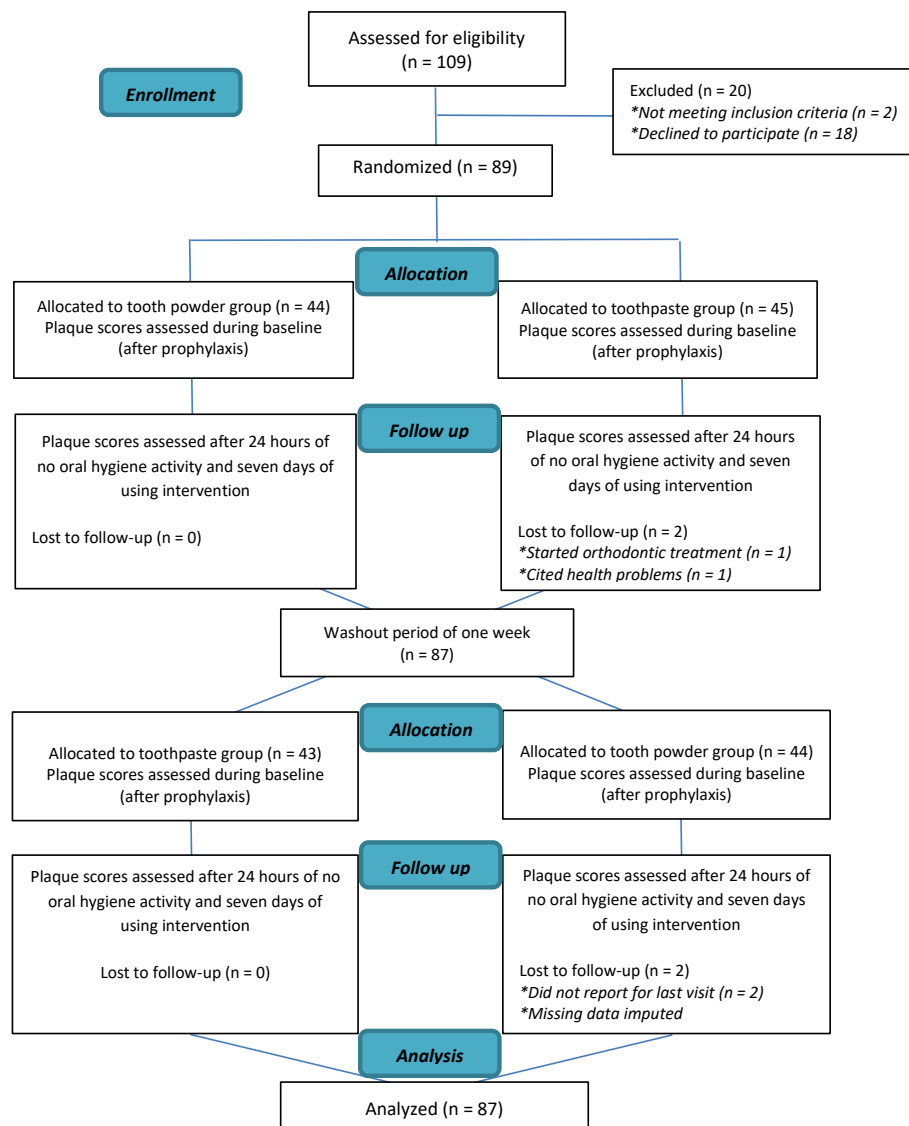 Assessed for eligibility
(n = 109)
Enrollment
Excluded (n = 20)
*Not meeting inclusion criteria (n = 2)
*Declined to participate (n = 18)
Randomized (n = 89)
Allocation
Allocated to tooth powder group (n = 44)
Plaque scores assessed during baseline
(after prophylaxis)
Allocated to toothpaste group (n = 45)
Plaque scores assessed during baseline
(after prophylaxis)
Follow up
Plaque scores assessed after 24 hours of
no oral hygiene activity and seven days of
using intervention
Lost to follow-up (n = 0)
Plaque scores assessed after 24 hours
of no oral hygiene activity and seven
days of using intervention
Lost to follow-up (n = 2)
*Started orthodontic treatment (n = 1)
*Cited health problems (n = 1)
Washout period of one week
(n = 87)
Allocation
Allocated to toothpaste group (n = 43)
Plaque scores assessed during baseline
(after prophylaxis)
Allocated to tooth powder group (n = 44)
Plaque scores assessed during baseline
(after prophylaxis)
Follow up
Plaque scores assessed after 24 hours of no
oral hygiene activity and seven days of
using intervention
Lost to follow-up (n = 0)
Plaque scores assessed after 24 hours of
no oral hygiene activity and seven days
of using intervention
Lost to follow-up (n = 2)
*Did not report for last visit (n = 2)
*Missing data imputed
Analysis
Analyzed (n = 87)